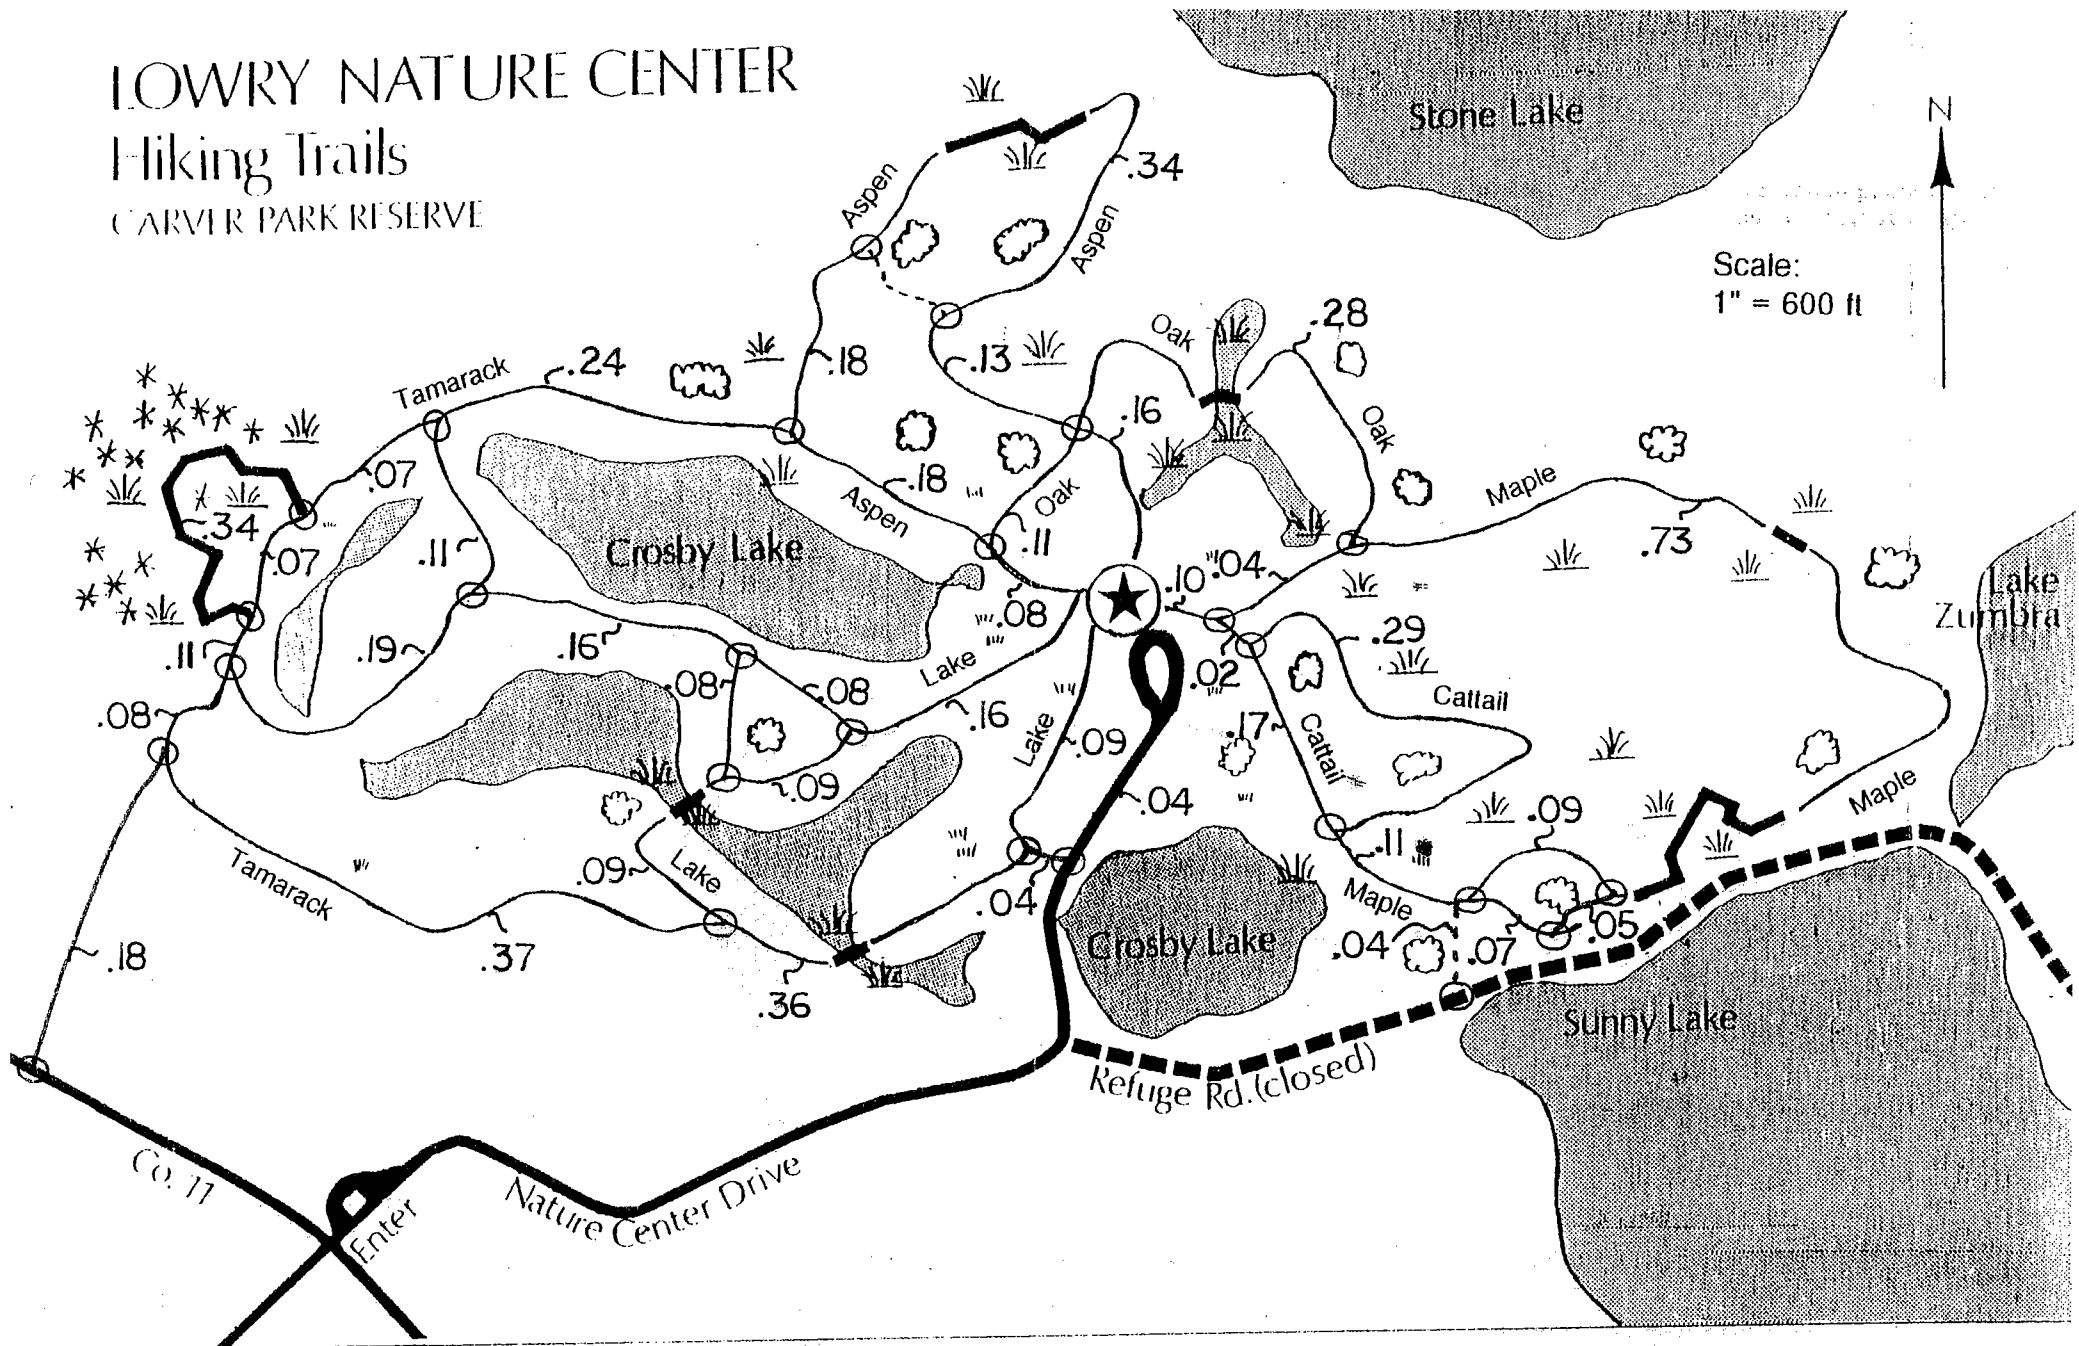 LOWRY NATURE CENTER
Hiking Trails
CARVER PARK RESERVE
Stone Lake
N
Scale:
1" = 600 ft
Aspen
.34
Aspen
Oak
.28
.18
.13
Tamarack
.24
.16
Oak
Maple
.07
.18
Oak
Aspen
.34
.07
.11
Crosby Lake
.11
.73
.08
.10
.04
Lake
Zumbra
.11
.19
.16
Lake
.29
.02
.08
.08
.08
.16
Lake
.09
.17
Cattail
Cattail
.09
.04
Maple
.09
Lake
.09
.11
Tamarack
.04
Maple
.05
.04
.07
.18
.37
.36
Crosby Lake
Sunny Lake
Refuge Rd. (closed)
Co. 11
Enter
Nature Center Drive